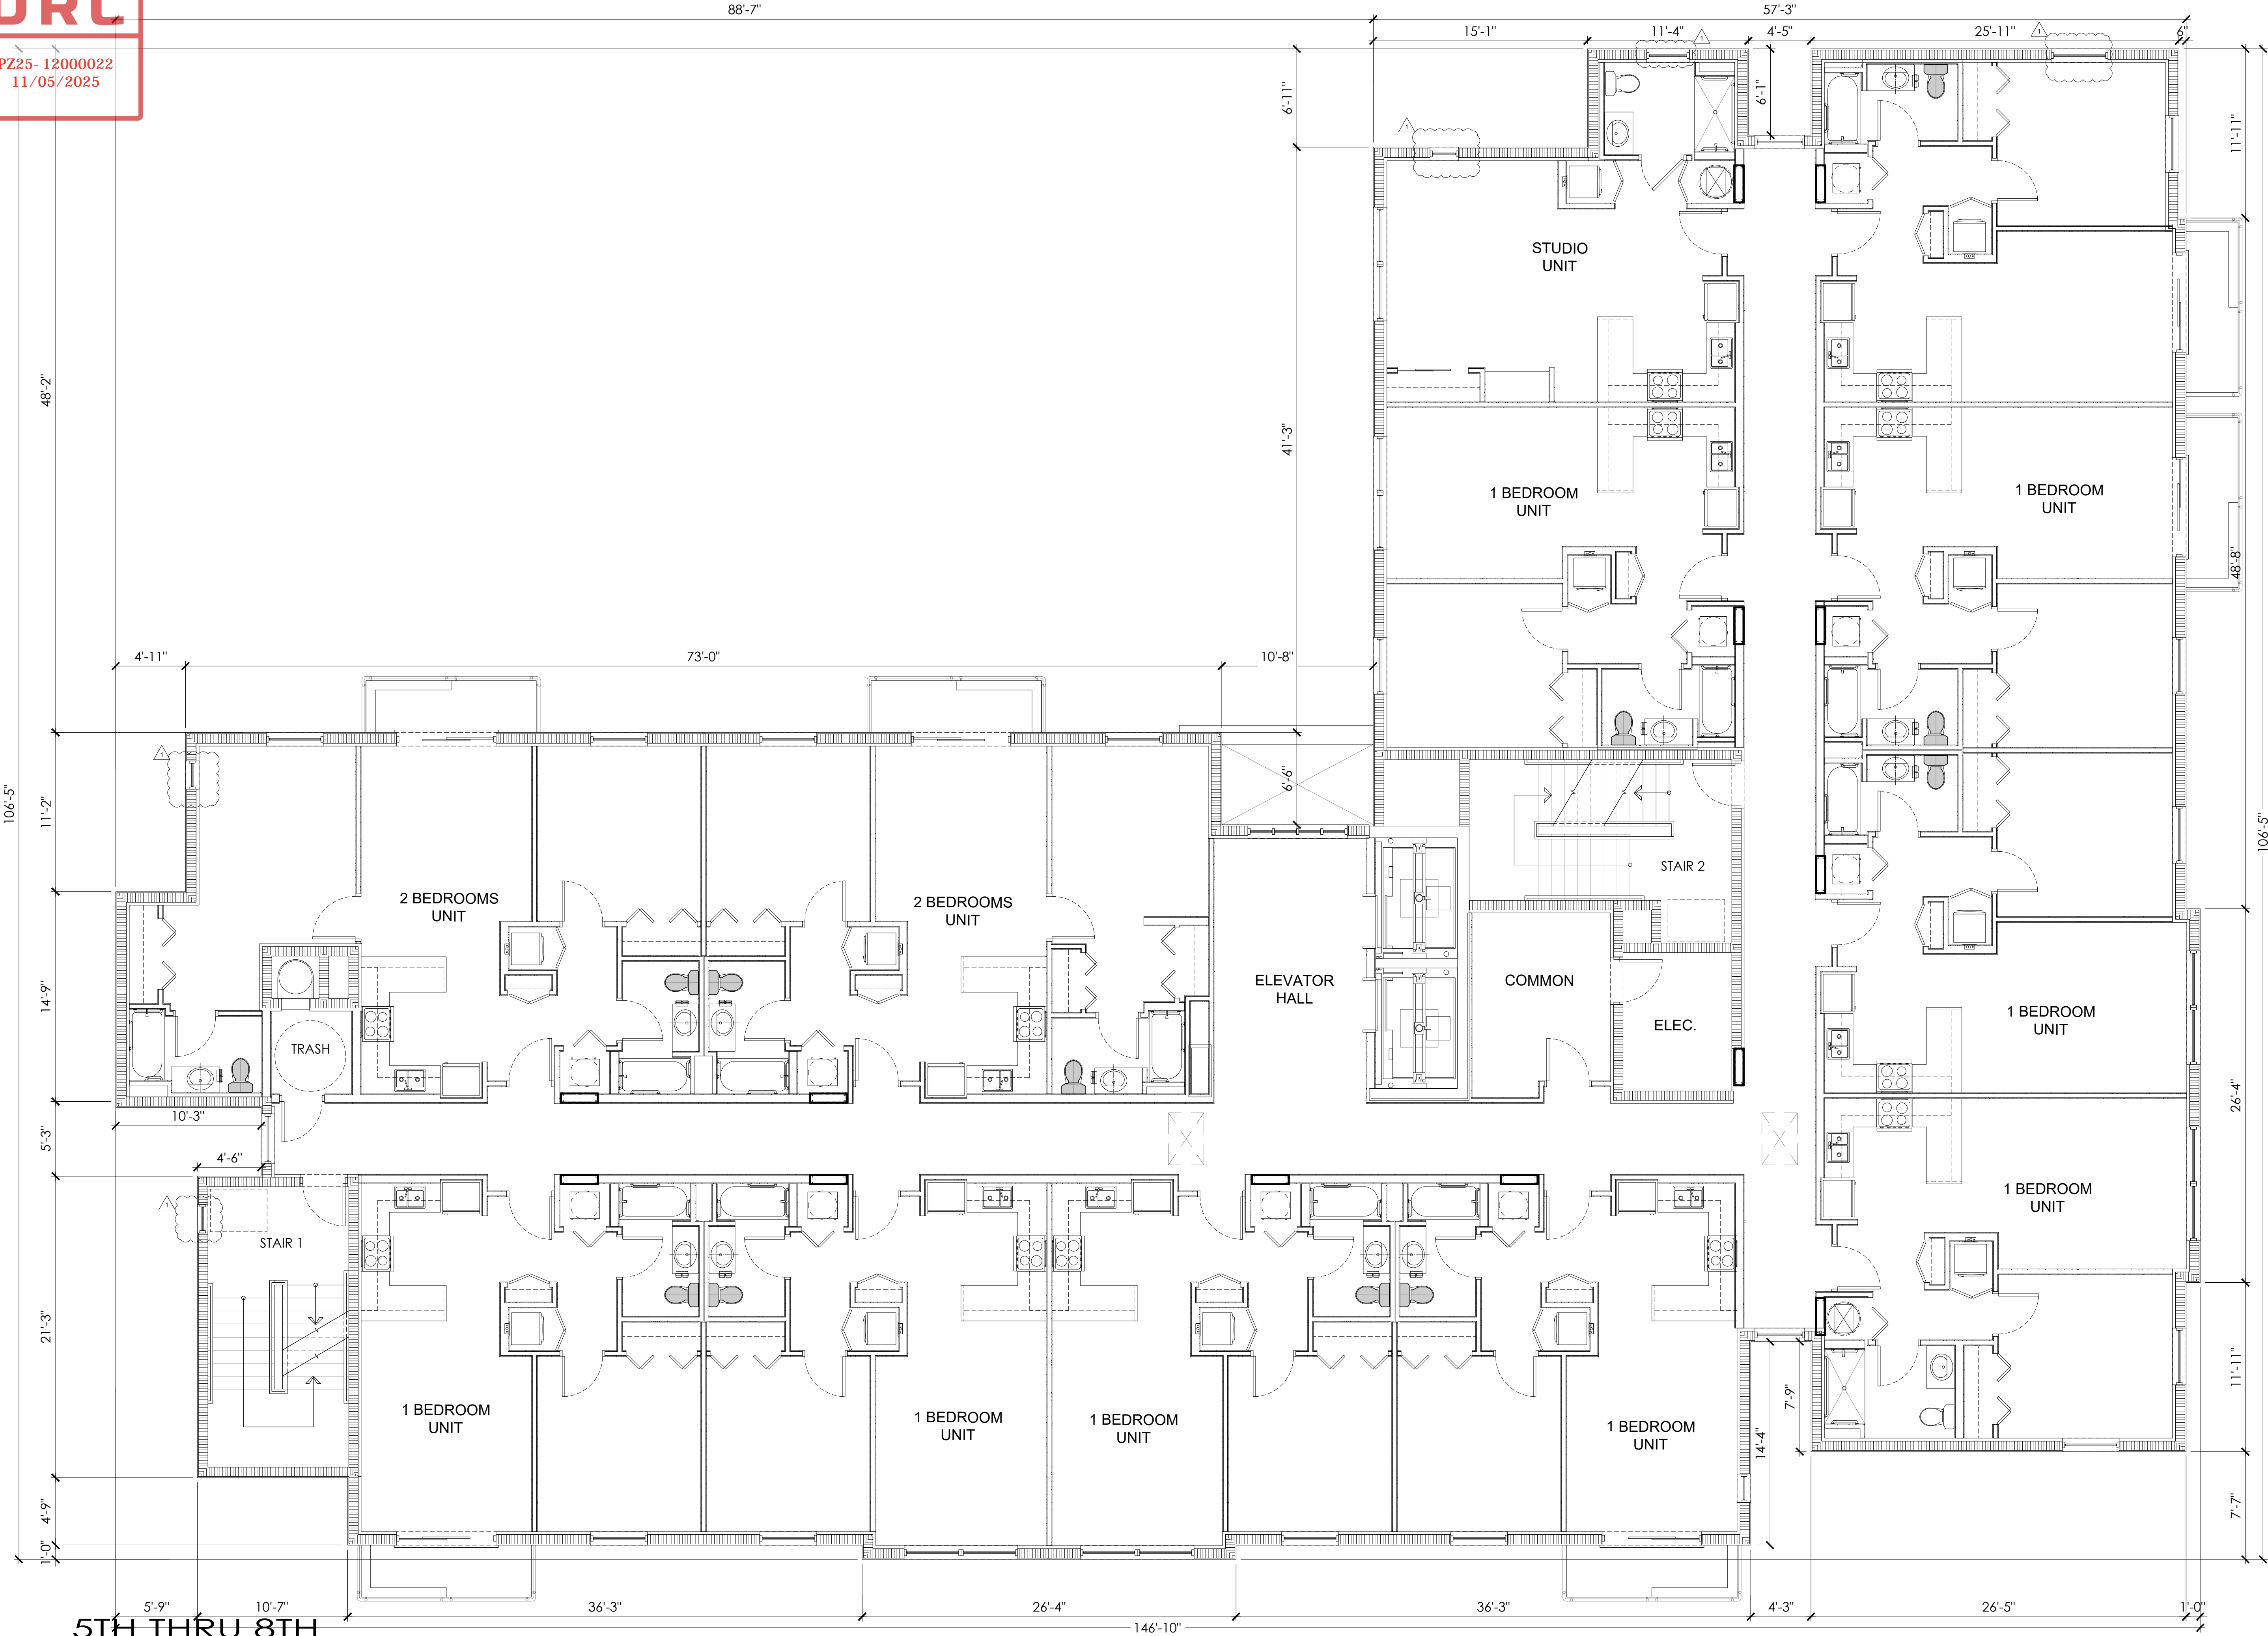 DRC
PZ25-12000022
11/05/2025
88'-7"
57'-3"
15'-1"
11'-4"
4'-5"
25'-11"
6"
1
1
1
6'-11"
6'-1"
11'-11"
STUDIO
UNIT
48'-2"
41'-3"
1 BEDROOM
UNIT
1 BEDROOM
UNIT
48'-8"
4'-11"
73'-0"
10'-8"
1
106'-5"
11'-2"
6'-6"
106'-5"
STAIR 2
2 BEDROOMS
UNIT
2 BEDROOMS
UNIT
14'-9"
ELEVATOR
HALL
COMMON
ELEC.
1 BEDROOM
UNIT
TRASH
10'-3"
26'-4"
5'-3"
4'-6"
1
1 BEDROOM
UNIT
STAIR 1
21'-3"
1 BEDROOM
UNIT
1 BEDROOM
UNIT
1 BEDROOM
UNIT
1 BEDROOM
UNIT
7'-9"
11'-11"
14'-4"
4'-9"
7'-7"
1'-0"
5'-9"
10'-7"
36'-3"
26'-4"
36'-3"
4'-3"
26'-5"
1'-0"
146'-10"
5TH THRU 8TH